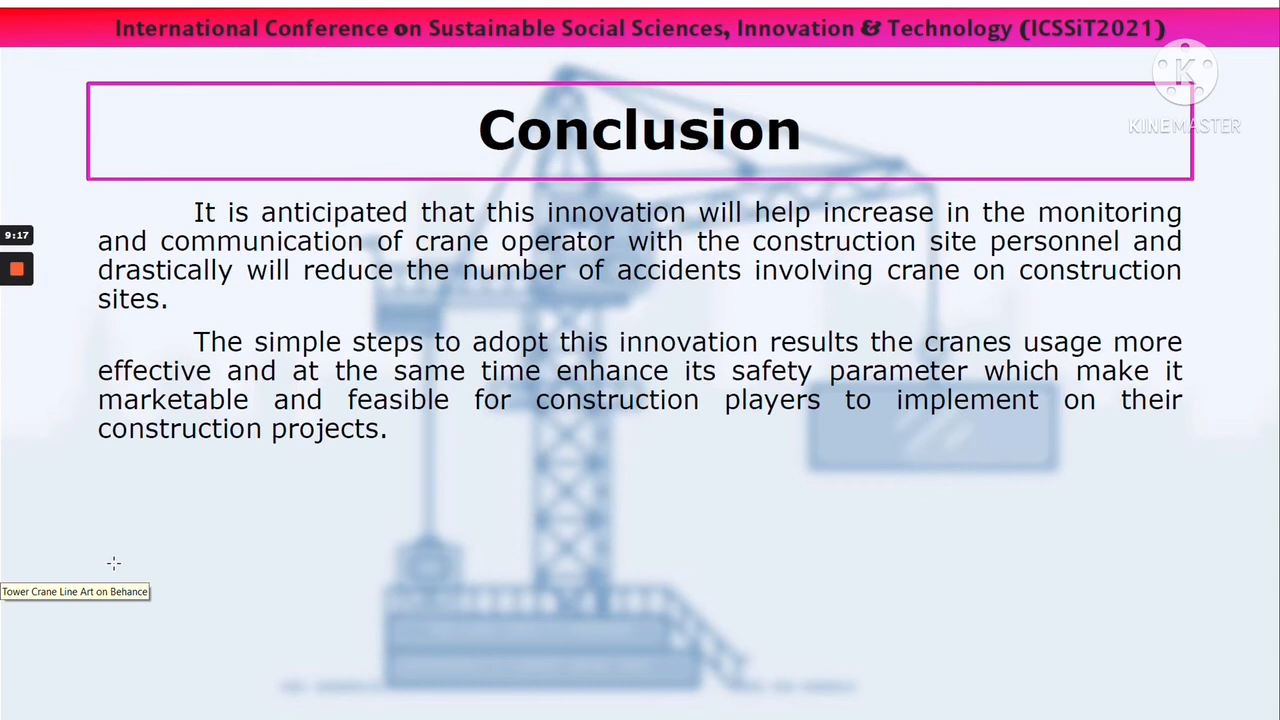 International Conference on Sustainable Social Sciences, Innovation & Technology (ICSSiT2021)
K
KINEMASTER
Conclusion
It is anticipated that this innovation will help increase in the monitoring
and communication of crane operator with the construction site personnel and
drastically will reduce the number of accidents involving crane on construction
sites.
The simple steps to adopt this innovation results the cranes usage more
effective and at the same time enhance its safety parameter which make it
marketable and feasible for construction players to implement on their
construction projects.
9:17
Tower Crane Line Art on Behance